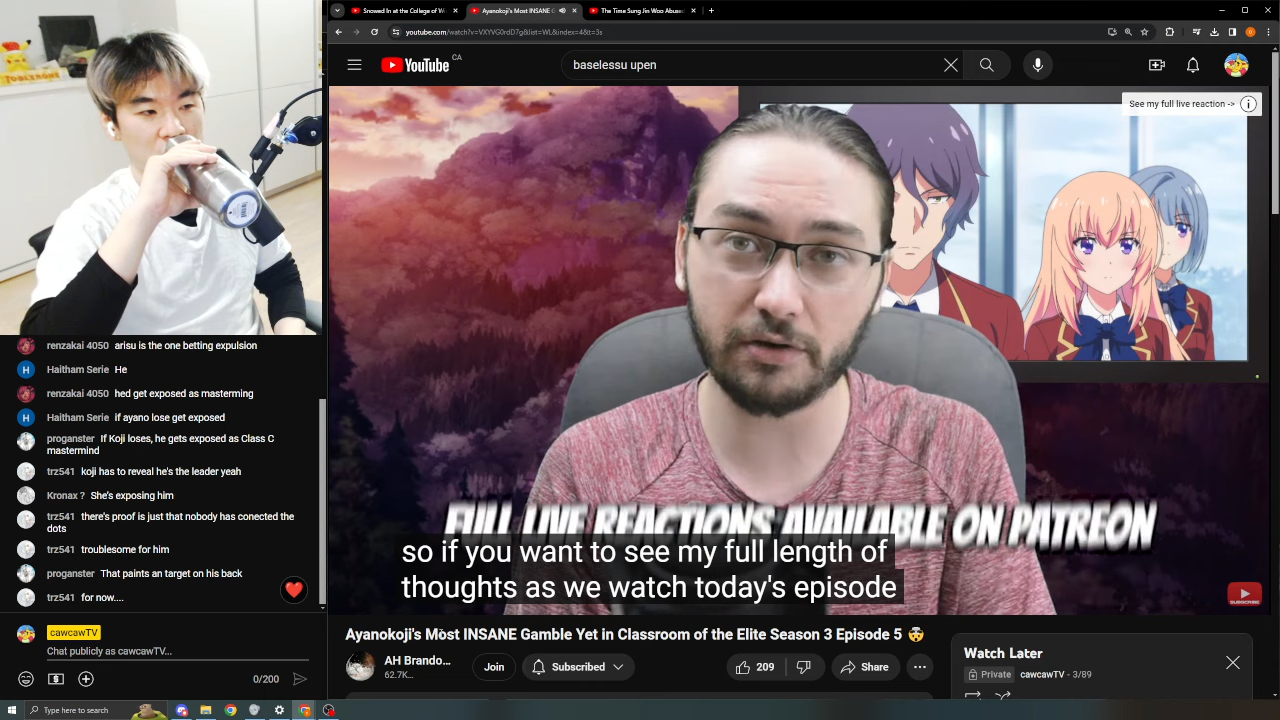 Snowed In at the College of W
Ayanokoji's Most INSANE G
The Time Sung Jin Woo Abuse
youtube.com/watch?v=VXYVG0rdD7g&list=WL&index=4&t=3s
YouTube CA
baselessu upen
See my full live reaction ->
TOBLERONE
renzakai 4050 arisu is the one betting expulsion
Haitham Serie He
renzakai 4050 hed get exposed as masterming
Haitham Serie if ayano lose get exposed
proganster If Koji loses, he gets exposed as Class C
mastermind
trz541 koji has to reveal he's the leader yeah
Kronax ? She's exposing him
trz541 there's proof is just that nobody has conected the
dots
trz541 troublesome for him
proganster That paints an target on his back
trz541 for now....
cawcawTV
Chat publicly as cawcawTV...
0/200
FULL LIVE REACTIONS AVAILABLE ON PATREON
so if you want to see my full length of
thoughts as we watch today's episode
SUBSCRIBE
Ayanokoji's Most INSANE Gamble Yet in Classroom of the Elite Season 3 Episode 5 🤯
AH Brando...
62.7K...
Join
Subscribed
209
Share
Watch Later
Private cawcawTV - 3/89
Type here to search